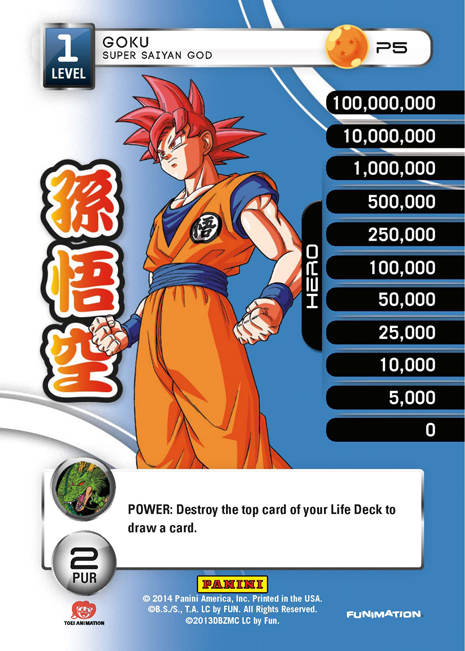 1
LEVEL
GOKU
SUPER SAIYAN GOD
P5
100,000,000
10,000,000
1,000,000
500,000
250,000
100,000
50,000
25,000
10,000
5,000
0
HERO
孫
悟
空
悟
POWER: Destroy the top card of your Life Deck to
draw a card.
2
PUR
PANINI
© 2014 Panini America, Inc. Printed in the USA.
©B.S./S., T.A. LC by FUN. All Rights Reserved.
©2013DBZMC LC by Fun.
TOEI ANIMATION
FUNIMATION